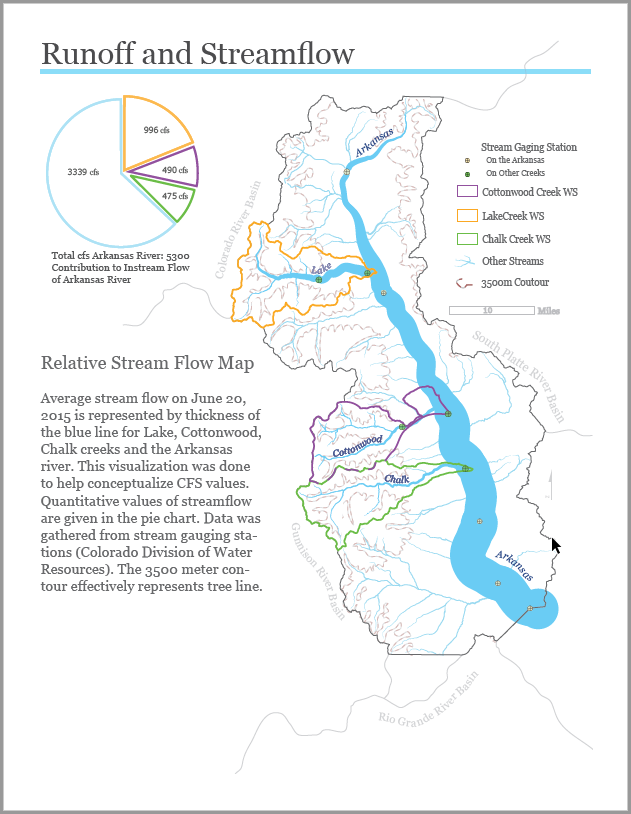 Runoff and Streamflow
996 cfs
490 cfs
475 cfs
3339 cfs
Total cfs Arkansas River: 5300
Contribution to Instream Flow
of Arkansas River
Relative Stream Flow Map
Average stream flow on June 20,
2015 is represented by thickness of
the blue line for Lake, Cottonwood,
Chalk creeks and the Arkansas
river. This visualization was done
to help conceptualize CFS values.
Quantitative values of streamflow
are given in the pie chart. Data was
gathered from stream gauging sta-
tions (Colorado Division of Water
Resources). The 3500 meter con-
tour effectively represents tree line.
Stream Gaging Station
On the Arkansas
On Other Creeks
Cottonwood Creek WS
LakeCreek WS
Chalk Creek WS
Other Streams
3500m Coutour
10 Miles
Arkansas
Colorado River Basin
Lake
South Platte River Basin
Cottonwood
Chalk
Gunnison River Basin
Arkansas
Rio Grande River Basin